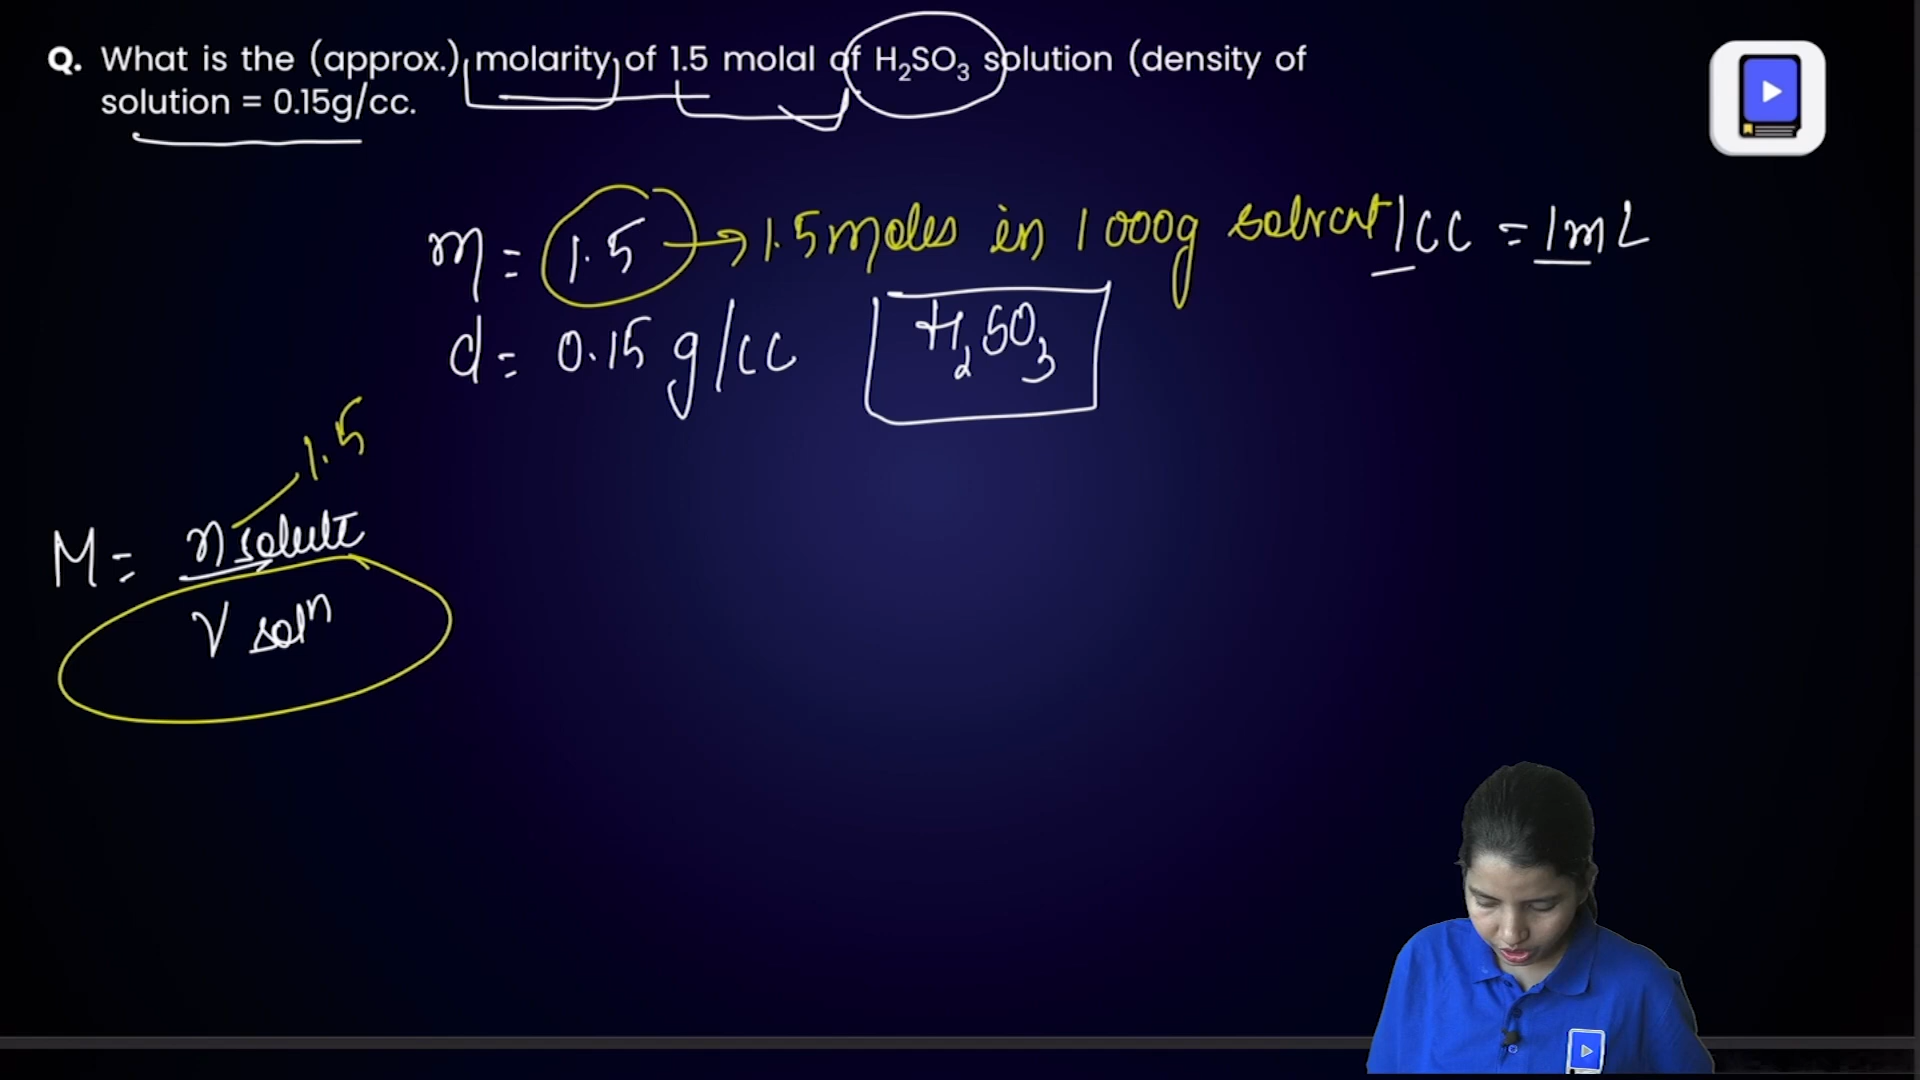 Q. What is the (approx.) molarity of 1.5 molal of H₂SO₃ solution (density of
solution = 0.15g/cc.
m = 1.5 → 1.5 moles in 1000g solvent 1CC = 1mL
d = 0.15 g/cc H₂SO₃
1.5
M = n solute
V soln